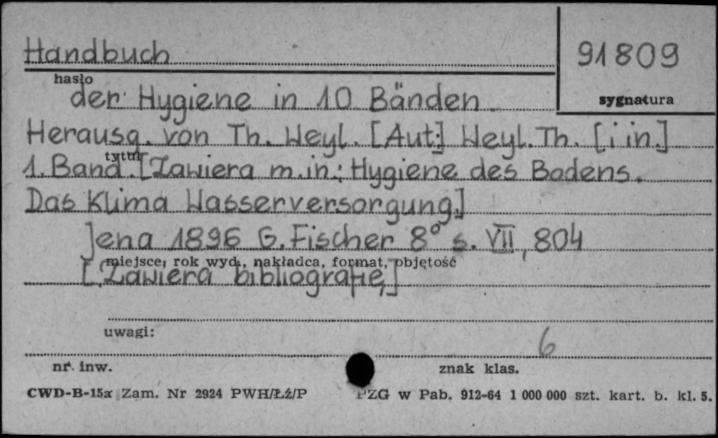 Handbuch
91809
hasło
sygnatura
der Hygiene in 10 Bänden
Herausg. von Th. Weyl. [Aut:] Weyl. Th. [i in.]
tytuł
1. Band. [Zawiera m.in.: Hygiene des Bodens.
Das Klima Wasserversorgung]
Jena 1896 G. Fischer 8° s. VII, 804
miejsce, rok wyd., nakładca, format, objętość
[Zawiera bibliografię]
uwagi:
6
nr. inw.
znak klas.
CWD-B-15a Zam. Nr 2924 PWH/Łź/P
PZG w Pab. 912-64 1 000 000 szt. kart. b. kl. 5.